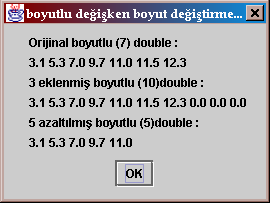 boyutlu değişken boyut değiştirme...
Orijinal boyutlu (7) double :
3.1 5.3 7.0 9.7 11.0 11.5 12.3
3 eklenmiş boyutlu (10)double :
3.1 5.3 7.0 9.7 11.0 11.5 12.3 0.0 0.0 0.0
5 azaltılmış boyutlu (5)double :
3.1 5.3 7.0 9.7 11.0
OK